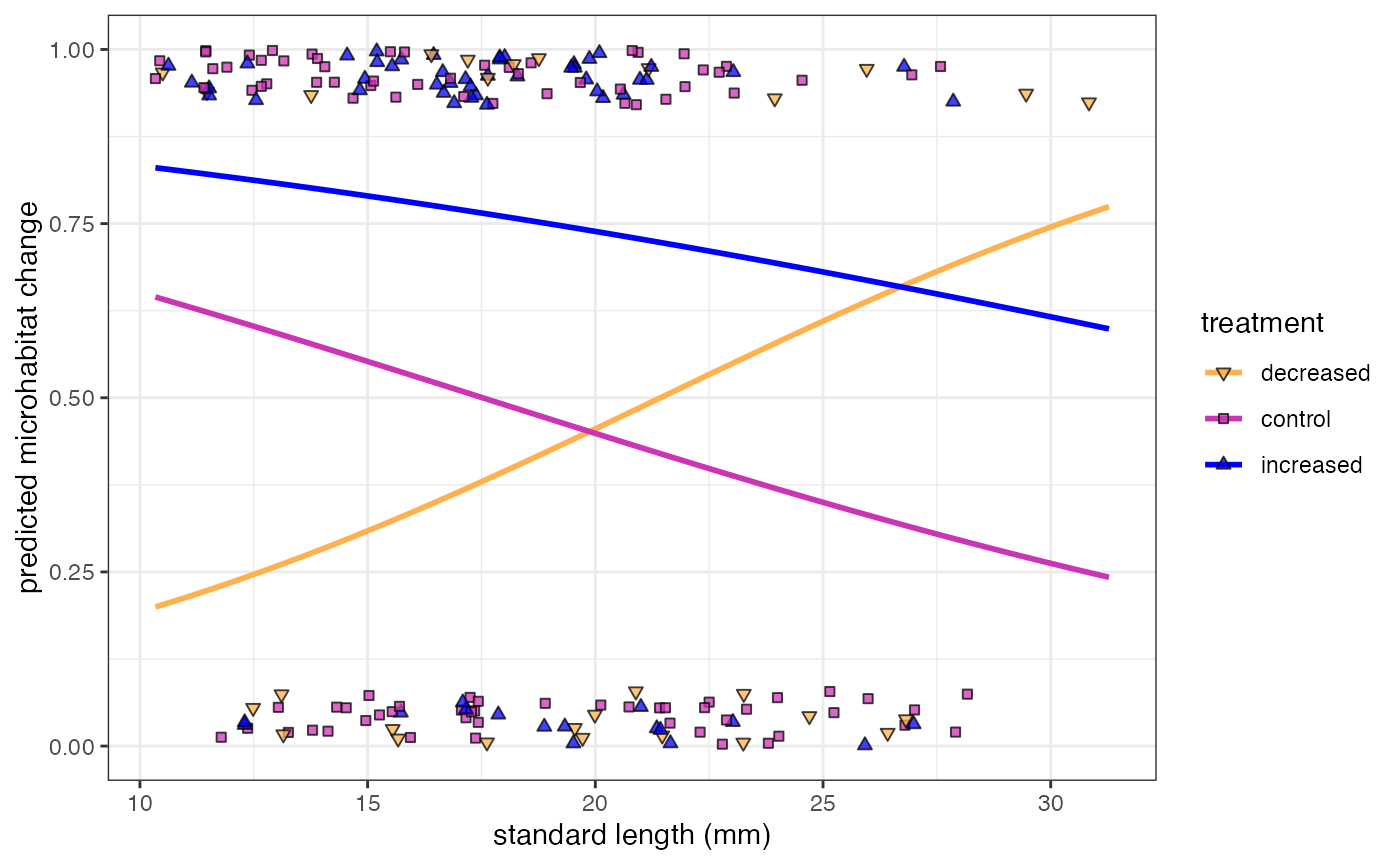 predicted microhabitat change
1.00
0.75
0.50
0.25
0.00
10 15 20 25 30
standard length (mm)
treatment
decreased
control
increased